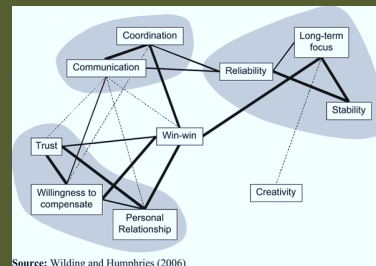 Coordination
Long-term
focus
Communication
Reliability
Stability
Trust
Win-win
Willingness to
compensate
Creativity
Personal
Relationship
Source: Wilding and Humphries (2006)